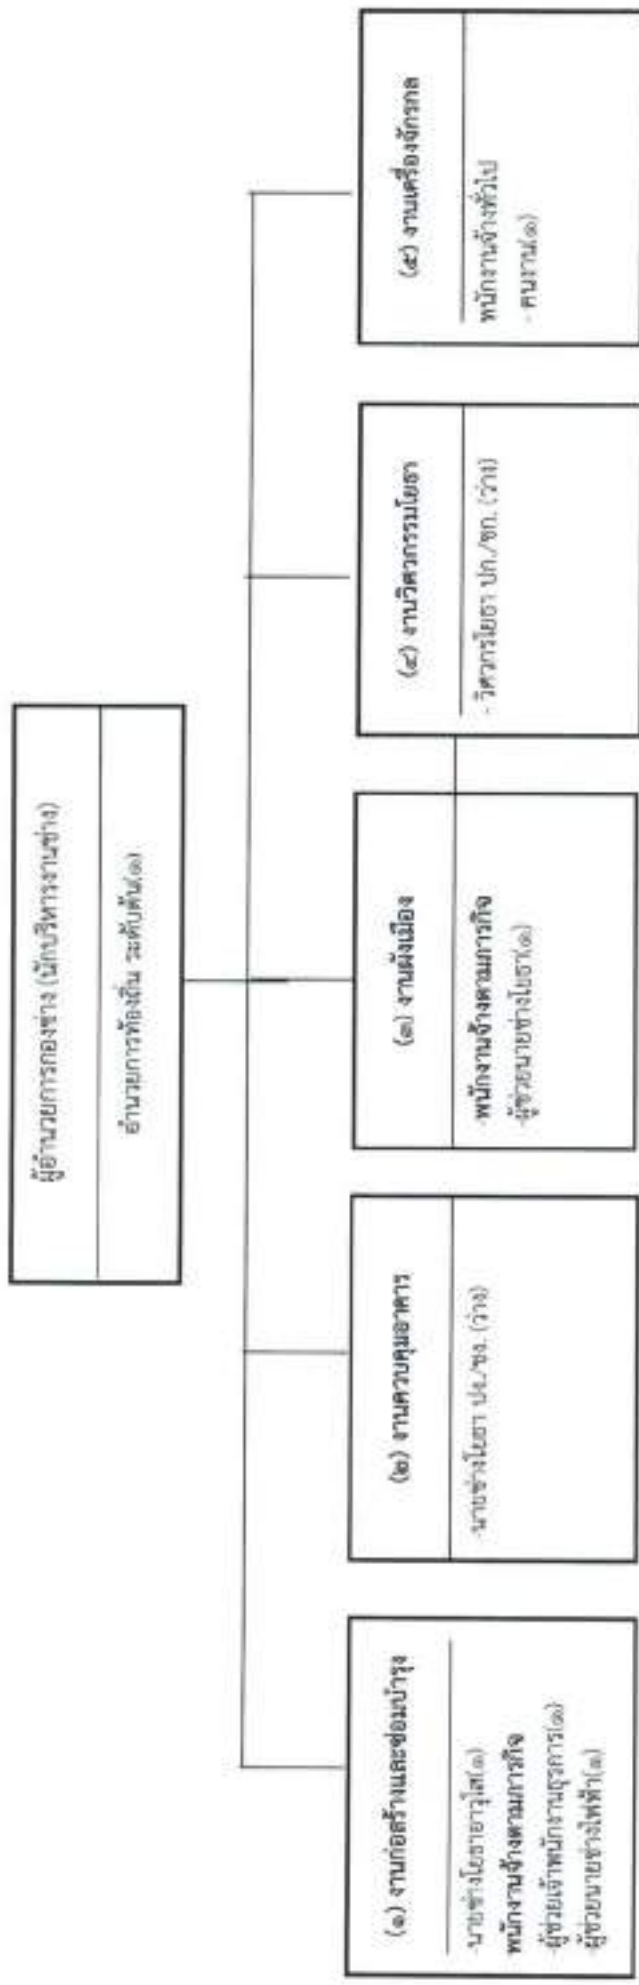 ผู้อำนวยการกองช่าง (นักบริหารงานช่าง)
อำนวยการท้องถิ่น ระดับต้น(๑)
(๑) งานก่อสร้างและซ่อมบำรุง
-นายช่างโยธาอาวุโส(๑)
พนักงานจ้างตามภารกิจ
-ผู้ช่วยเจ้าพนักงานธุรการ(๑)
-ผู้ช่วยนายช่างไฟฟ้า(๑)
(๒) งานควบคุมอาคาร
-นายช่างโยธา ปง./ชง. (ว่าง)
(๓) งานผังเมือง
พนักงานจ้างตามภารกิจ
-ผู้ช่วยนายช่างโยธา(๑)
(๔) งานวิศวกรรมโยธา
- วิศวกรโยธา ปก./ชก. (ว่าง)
(๕) งานเครื่องจักรกล
พนักงานจ้างทั่วไป
- คนงาน(๑)